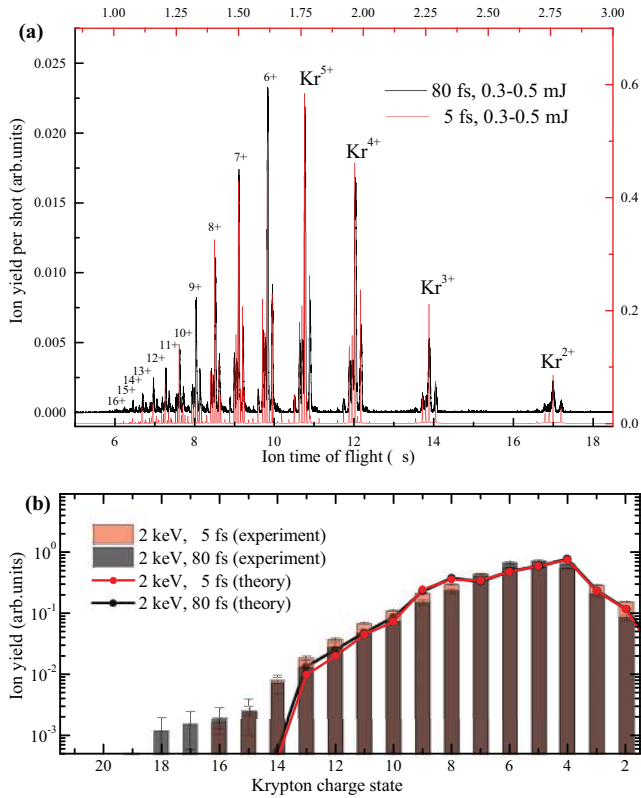 (a)
1.00 1.25 1.50 1.75 2.00 2.25 2.50 2.75 3.00
0.025
0.020
0.015
0.010
0.005
0.000
Ion yield per shot (arb.units)
0.6
0.4
0.2
0.0
80 fs, 0.3-0.5 mJ
5 fs, 0.3-0.5 mJ
16+
15+
14+
13+
12+
11+
10+
9+
8+
7+
6+
Kr5+
Kr4+
Kr3+
Kr2+
6 8 10 12 14 16 18
Ion time of flight ( s)
(b)
2 keV, 5 fs (experiment)
2 keV, 80 fs (experiment)
2 keV, 5 fs (theory)
2 keV, 80 fs (theory)
Ion yield (arb.units)
10^0
10^-1
10^-2
10^-3
20 18 16 14 12 10 8 6 4 2
Krypton charge state